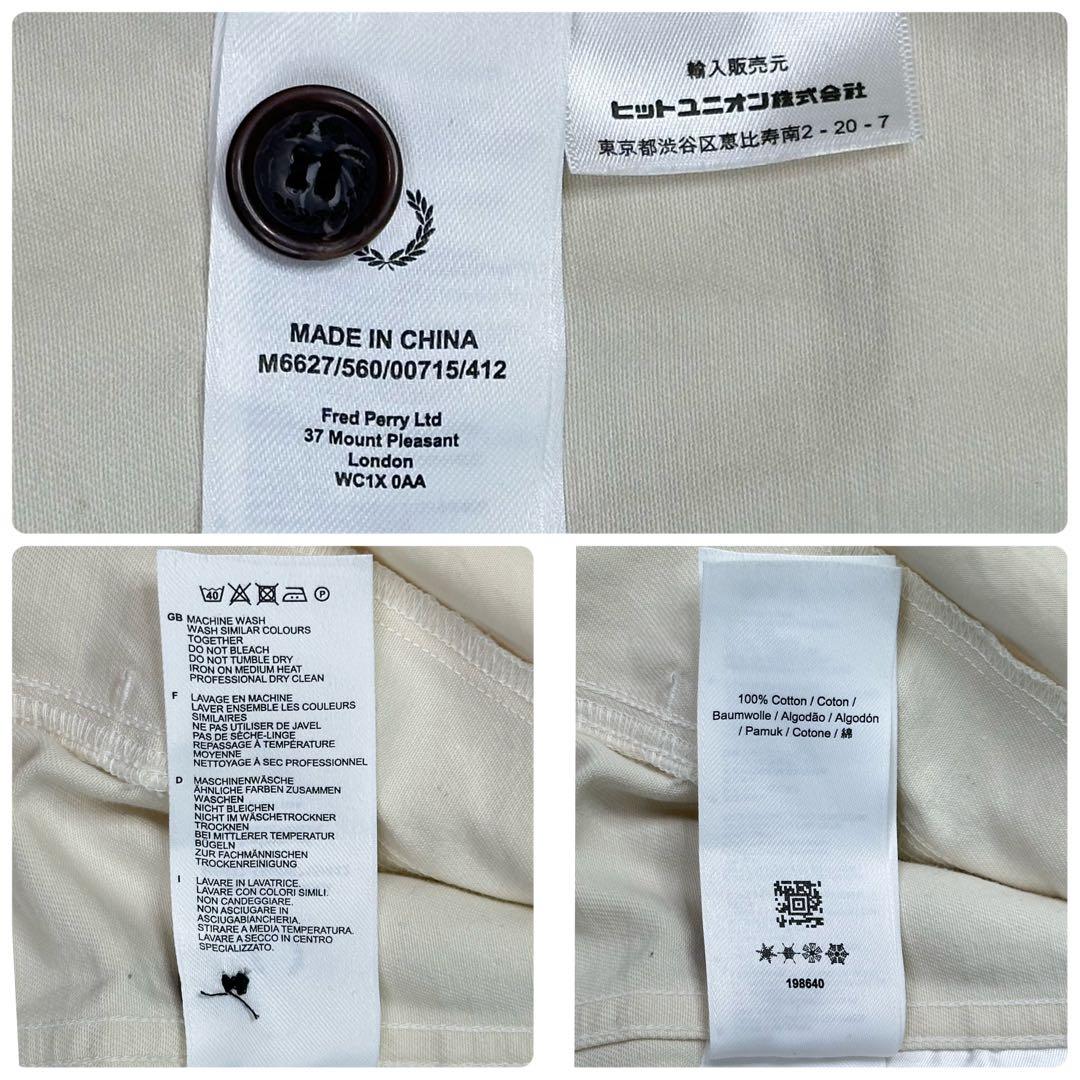 輸入販売元
ヒットユニオン株式会社
東京都渋谷区恵比寿南2-20-7
MADE IN CHINA
M6627/560/00715/412
Fred Perry Ltd
37 Mount Pleasant
London
WC1X 0AA
40 P
GB MACHINE WASH
WASH SIMILAR COLOURS
TOGETHER
DO NOT BLEACH
DO NOT TUMBLE DRY
IRON ON MEDIUM HEAT
PROFESSIONAL DRY CLEAN
F LAVAGE EN MACHINE
LAVER ENSEMBLE LES COULEURS
SIMILAIRES
NE PAS UTILISER DE JAVEL
PAS DE SÈCHE-LINGE
REPASSAGE À TEMPÉRATURE
MOYENNE
NETTOYAGE À SEC PROFESSIONNEL
D MASCHINENWÄSCHE
ÄHNLICHE FARBEN ZUSAMMEN
WASCHEN
NICHT BLEICHEN
NICHT IM WÄSCHETROCKNER
TROCKNEN
BEI MITTLERER TEMPERATUR
BÜGELN
ZUR FACHMÄNNISCHEN
TROCKENREINIGUNG
I LAVARE IN LAVATRICE.
LAVARE CON COLORI SIMILI.
NON CANDEGGIARE.
NON ASCIUGARE IN
ASCIUGABIANCHERIA.
STIRARE A MEDIA TEMPERATURA.
LAVARE A SECCO IN CENTRO
SPECIALIZZATO.
100% Cotton / Coton /
Baumwolle / Algodão / Algodón
/ Pamuk / Cotone / 綿
198640